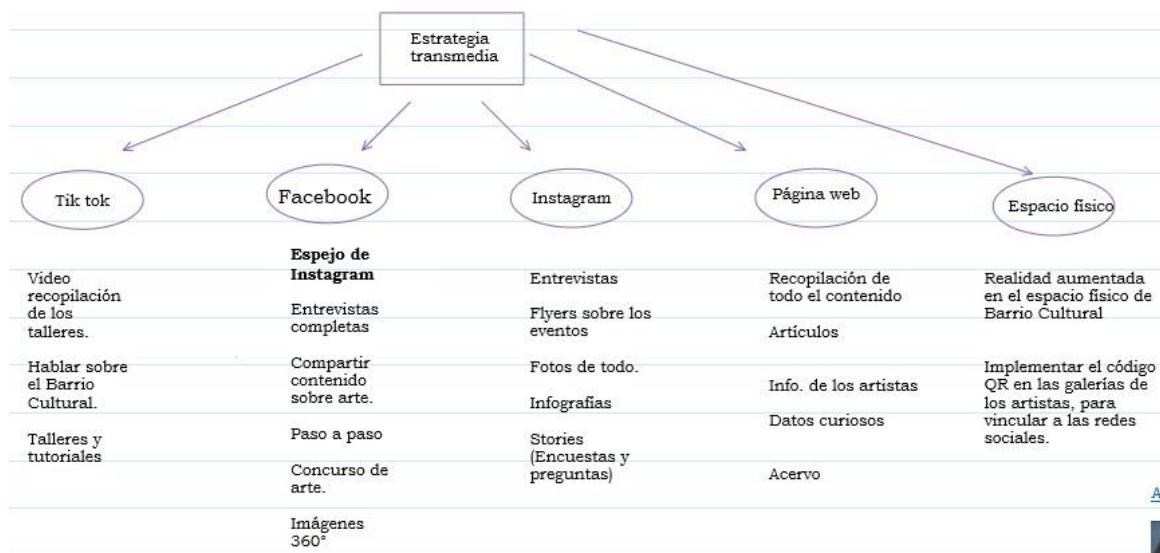 Estrategia
transmedia
Tik tok
Facebook
Instagram
Página web
Espacio físico
Video
recopilación
de los
talleres.
Hablar sobre
el Barrio
Cultural.
Talleres y
tutoriales
Espejo de
Instagram
Entrevistas
completas
Compartir
contenido
sobre arte.
Paso a paso
Concurso de
arte.
Imágenes
360°
Entrevistas
Flyers sobre los
eventos
Fotos de todo.
Infografías
Stories
(Encuestas y
preguntas)
Recopilación de
todo el contenido
Artículos
Info. de los artistas
Datos curiosos
Acervo
Realidad aumentada
en el espacio físico de
Barrio Cultural
Implementar el código
QR en las galerías de
los artistas, para
vincular a las redes
sociales.
A